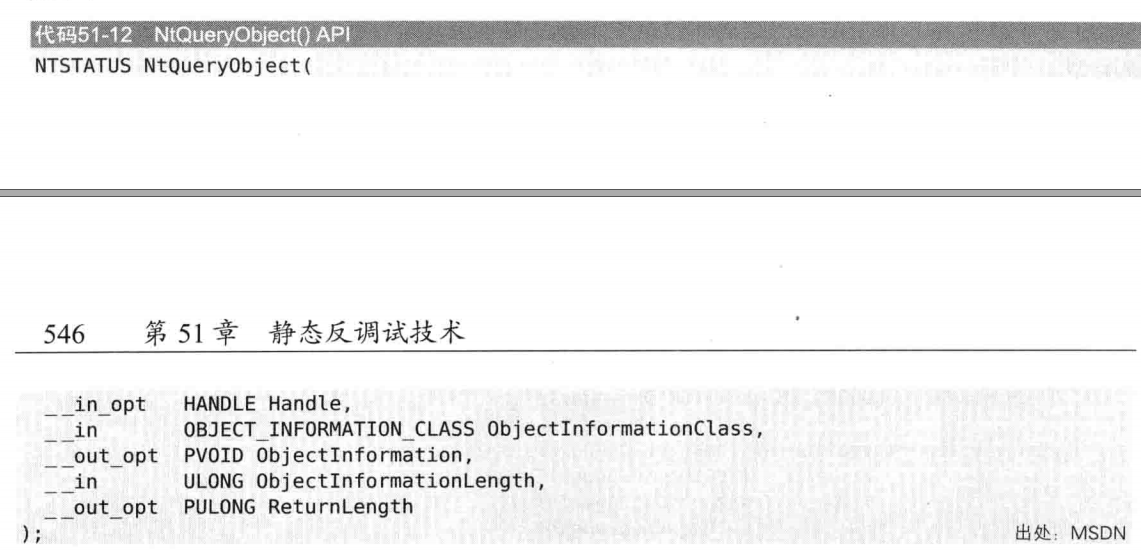 代码51-12 NtQueryObject() API
NTSTATUS NtQueryObject(
546 第 51 章 静态反调试技术
__in_opt HANDLE Handle,
__in OBJECT_INFORMATION_CLASS ObjectInformationClass,
__out_opt PVOID ObjectInformation,
__in ULONG ObjectInformationLength,
__out_opt PULONG ReturnLength
);
出处：MSDN